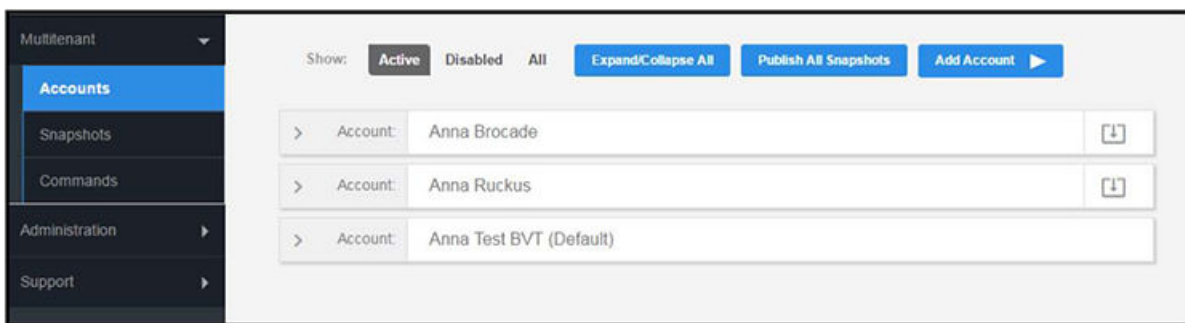 Multitenant
Accounts
Snapshots
Commands
Administration
Support
Show: Active Disabled All Expand/Collapse All Publish All Snapshots Add Account
Account: Anna Brocade
Account: Anna Ruckus
Account: Anna Test BVT (Default)